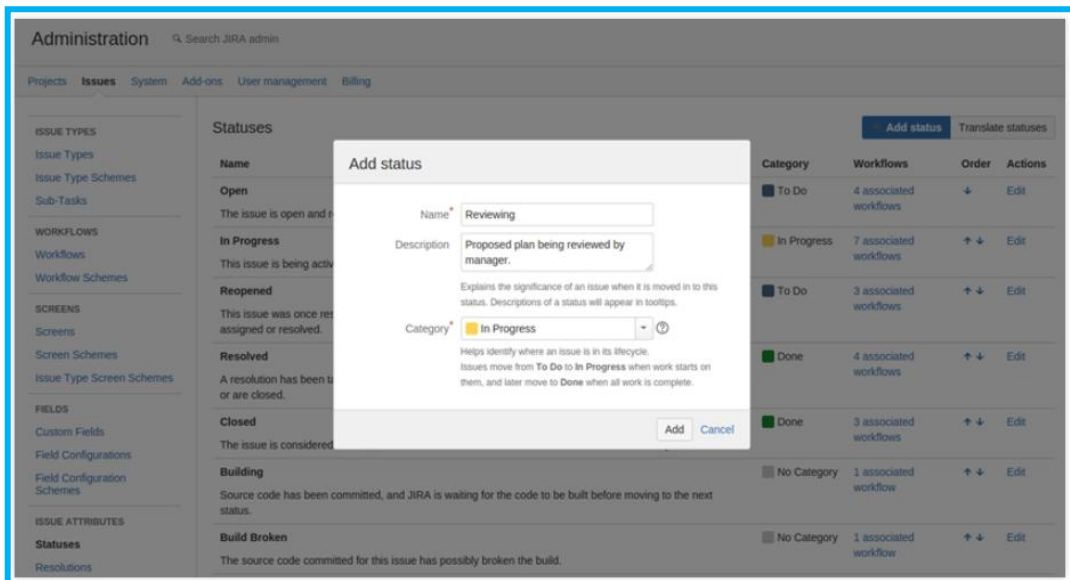 Administration Search JIRA admin
Projects Issues System Add-ons User management Billing
ISSUE TYPES
Issue Types
Issue Type Schemes
Sub-Tasks
WORKFLOWS
Workflows
Workflow Schemes
SCREENS
Screens
Screen Schemes
Issue Type Screen Schemes
FIELDS
Custom Fields
Field Configurations
Field Configuration
Schemes
ISSUE ATTRIBUTES
Statuses
Resolutions
Statuses Add status Translate statuses
Name Category Workflows Order Actions
Open To Do 4 associated Edit
workflows
The issue is open and
In Progress In Progress 7 associated Edit
workflows
This issue is being
Reopened To Do 3 associated Edit
workflows
This issue was once
assigned or resolved.
Resolved Done 4 associated Edit
workflows
A resolution has been
or are closed.
Closed Done 3 associated Edit
workflows
The issue is considered
Building No Category 1 associated Edit
workflow
Source code has been committed, and JIRA is waiting for the code to be built before moving to the next
status.
Build Broken No Category 1 associated Edit
workflow
The source code committed for this issue has possibly broken the build.
Add status
Name* Reviewing
Description Proposed plan being reviewed by
manager.
Explains the significance of an issue when it is moved in to this
status. Descriptions of a status will appear in tooltips.
Category* In Progress
Helps identify where an issue is in its lifecycle.
Issues move from To Do to In Progress when work starts on
them, and later move to Done when all work is complete.
Add Cancel